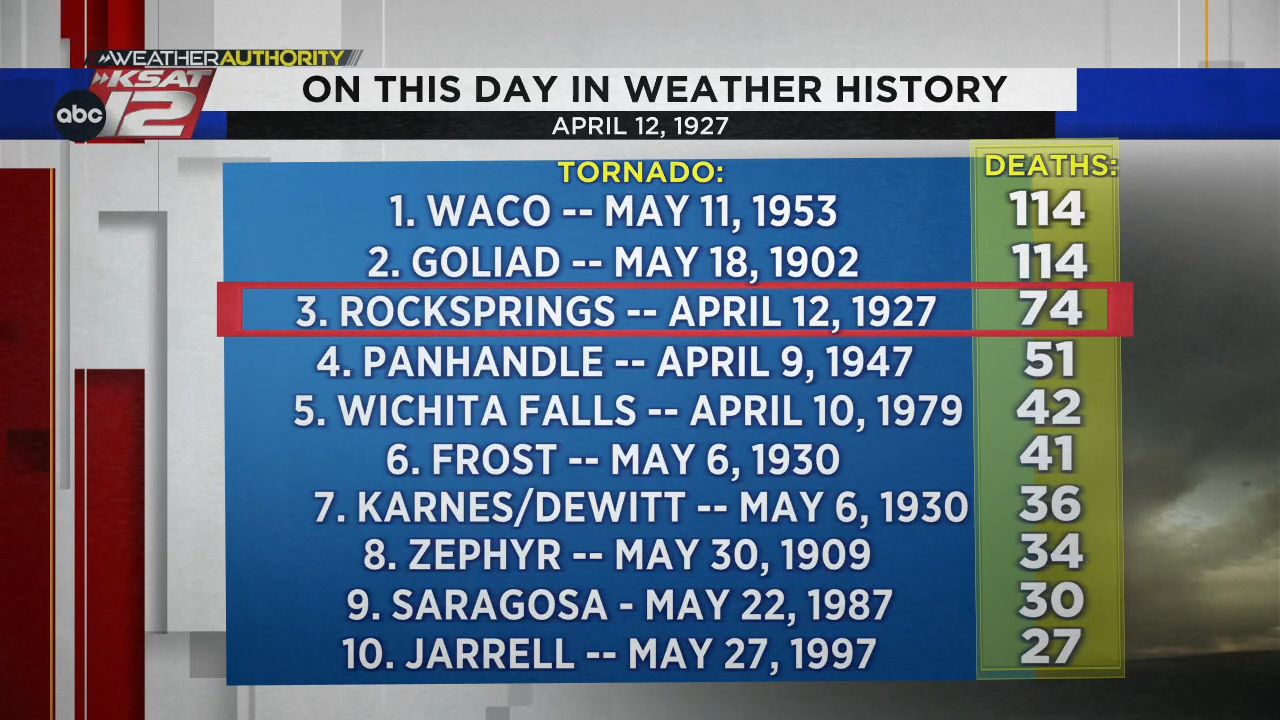 WEATHERAUTHORITY
KSAT
abc 12
ON THIS DAY IN WEATHER HISTORY
APRIL 12, 1927
TORNADO: DEATHS:
1. WACO -- MAY 11, 1953 114
2. GOLIAD -- MAY 18, 1902 114
3. ROCKSPRINGS -- APRIL 12, 1927 74
4. PANHANDLE -- APRIL 9, 1947 51
5. WICHITA FALLS -- APRIL 10, 1979 42
6. FROST -- MAY 6, 1930 41
7. KARNES/DEWITT -- MAY 6, 1930 36
8. ZEPHYR -- MAY 30, 1909 34
9. SARAGOSA - MAY 22, 1987 30
10. JARRELL -- MAY 27, 1997 27